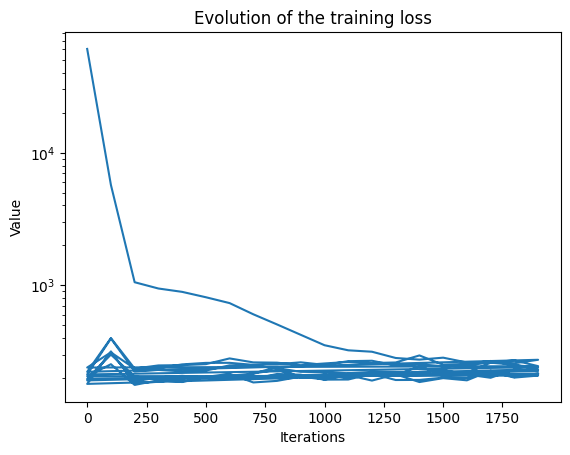 Evolution of the training loss
Value
10^4
10^3
0 250 500 750 1000 1250 1500 1750
Iterations